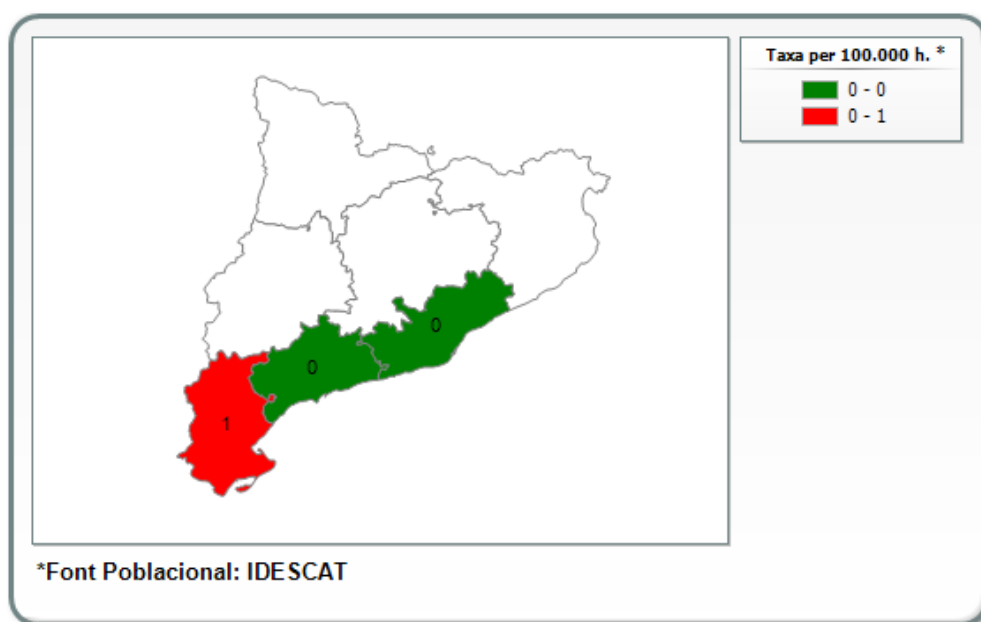 Taxa per 100.000 h. *
0 - 0
0 - 1
0
0
1
*Font Poblacional: IDESCAT